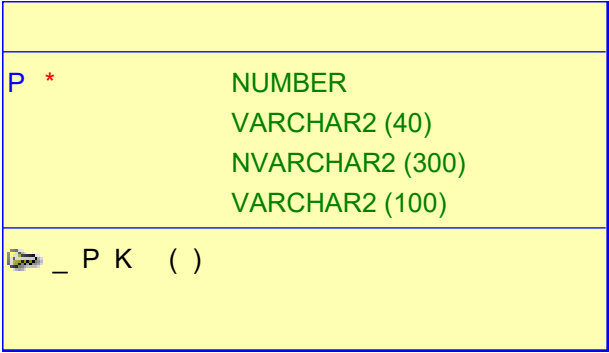 P * NUMBER
VARCHAR2 (40)
NVARCHAR2 (300)
VARCHAR2 (100)
_ P K ( )